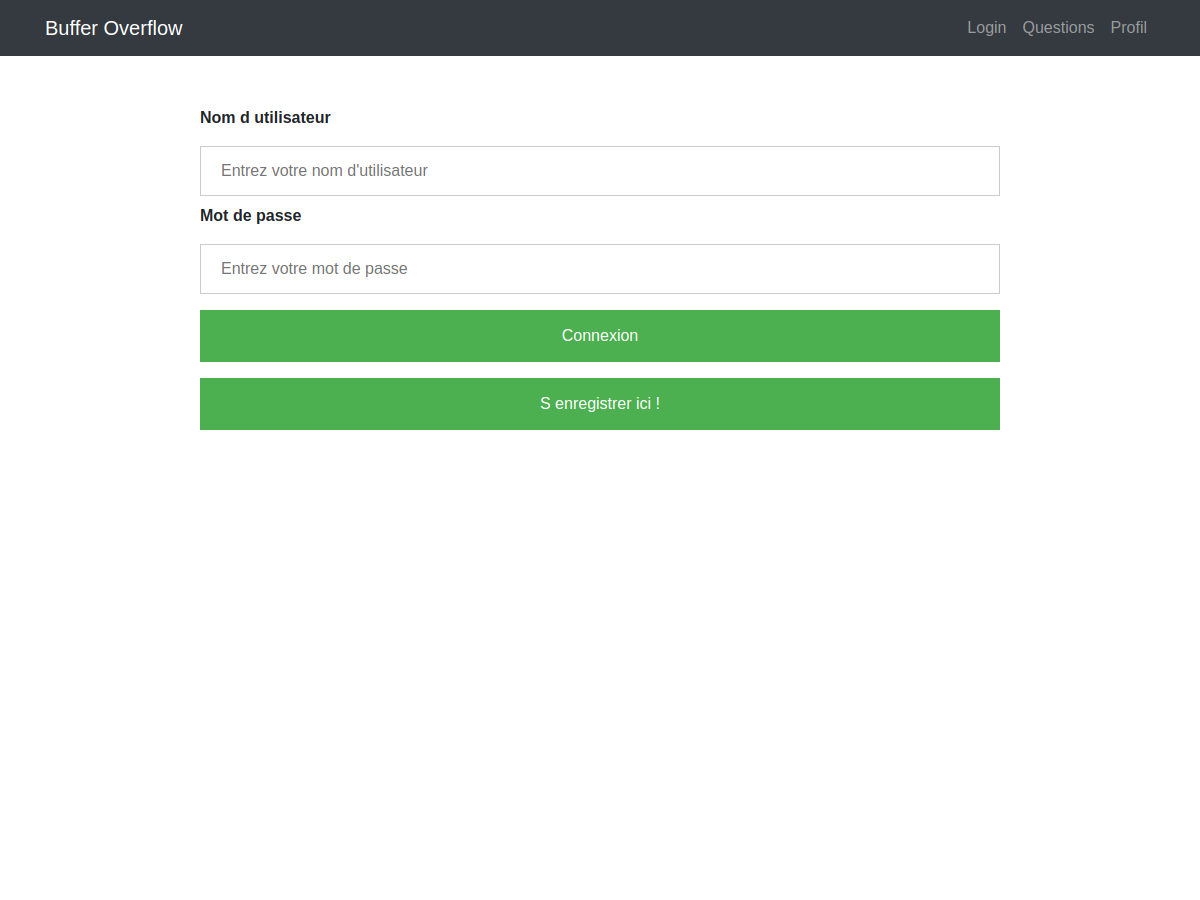 Buffer Overflow
Login Questions Profil
Nom d utilisateur
Entrez votre nom d'utilisateur
Mot de passe
Entrez votre mot de passe
Connexion
S enregistrer ici !